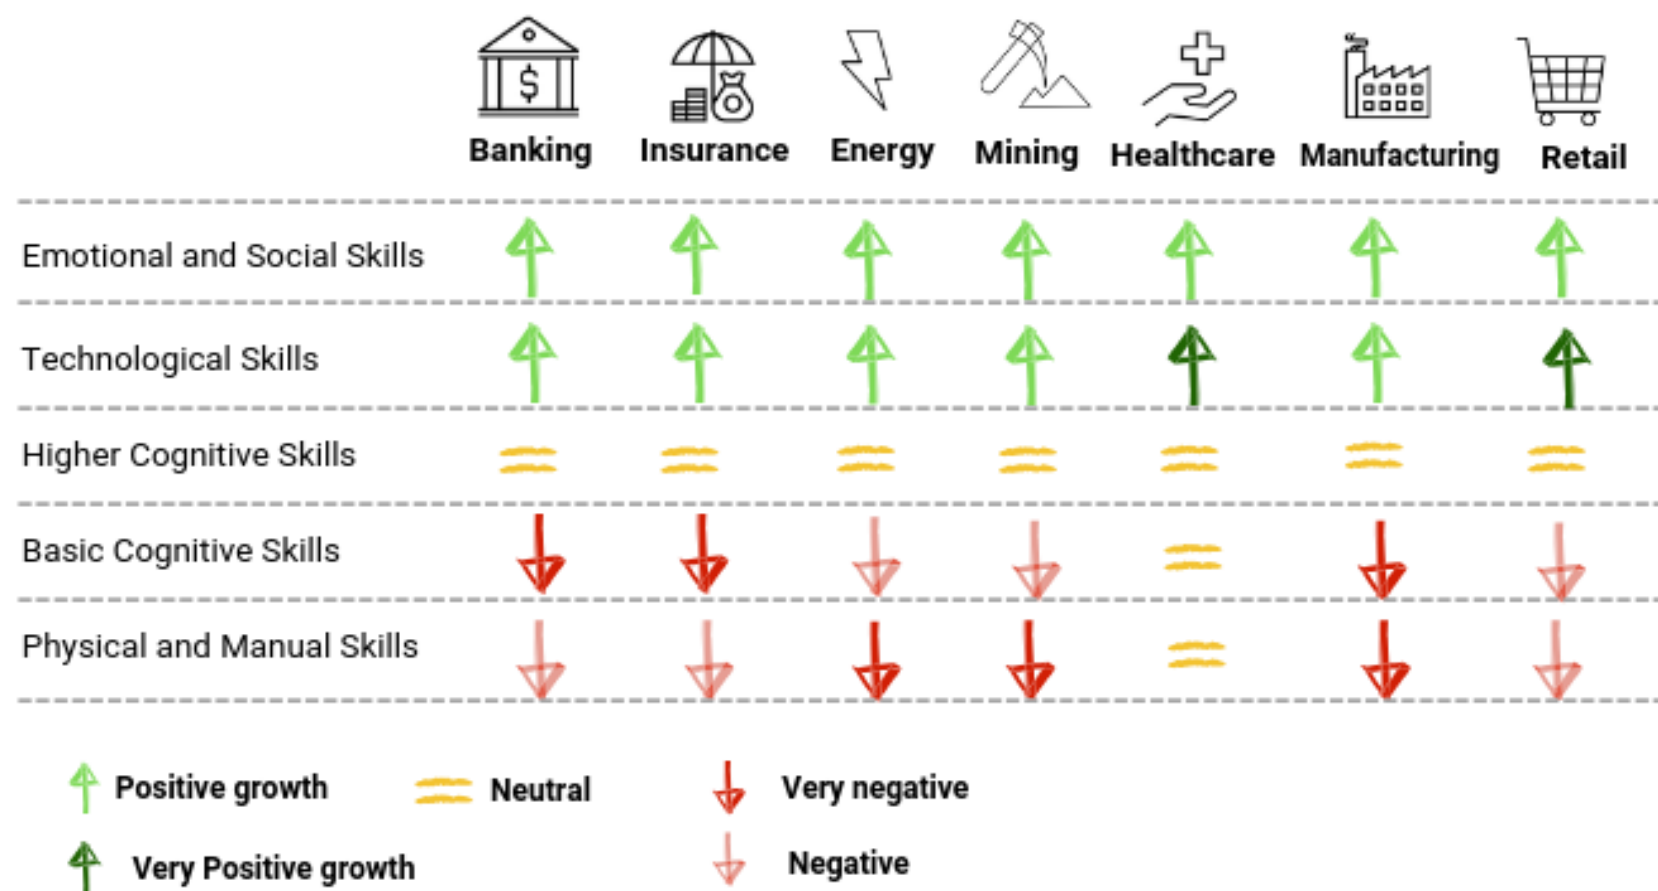 $
Banking Insurance Energy Mining Healthcare Manufacturing Retail
Emotional and Social Skills
Technological Skills
Higher Cognitive Skills
Basic Cognitive Skills
Physical and Manual Skills
Positive growth Neutral Very negative
Very Positive growth Negative